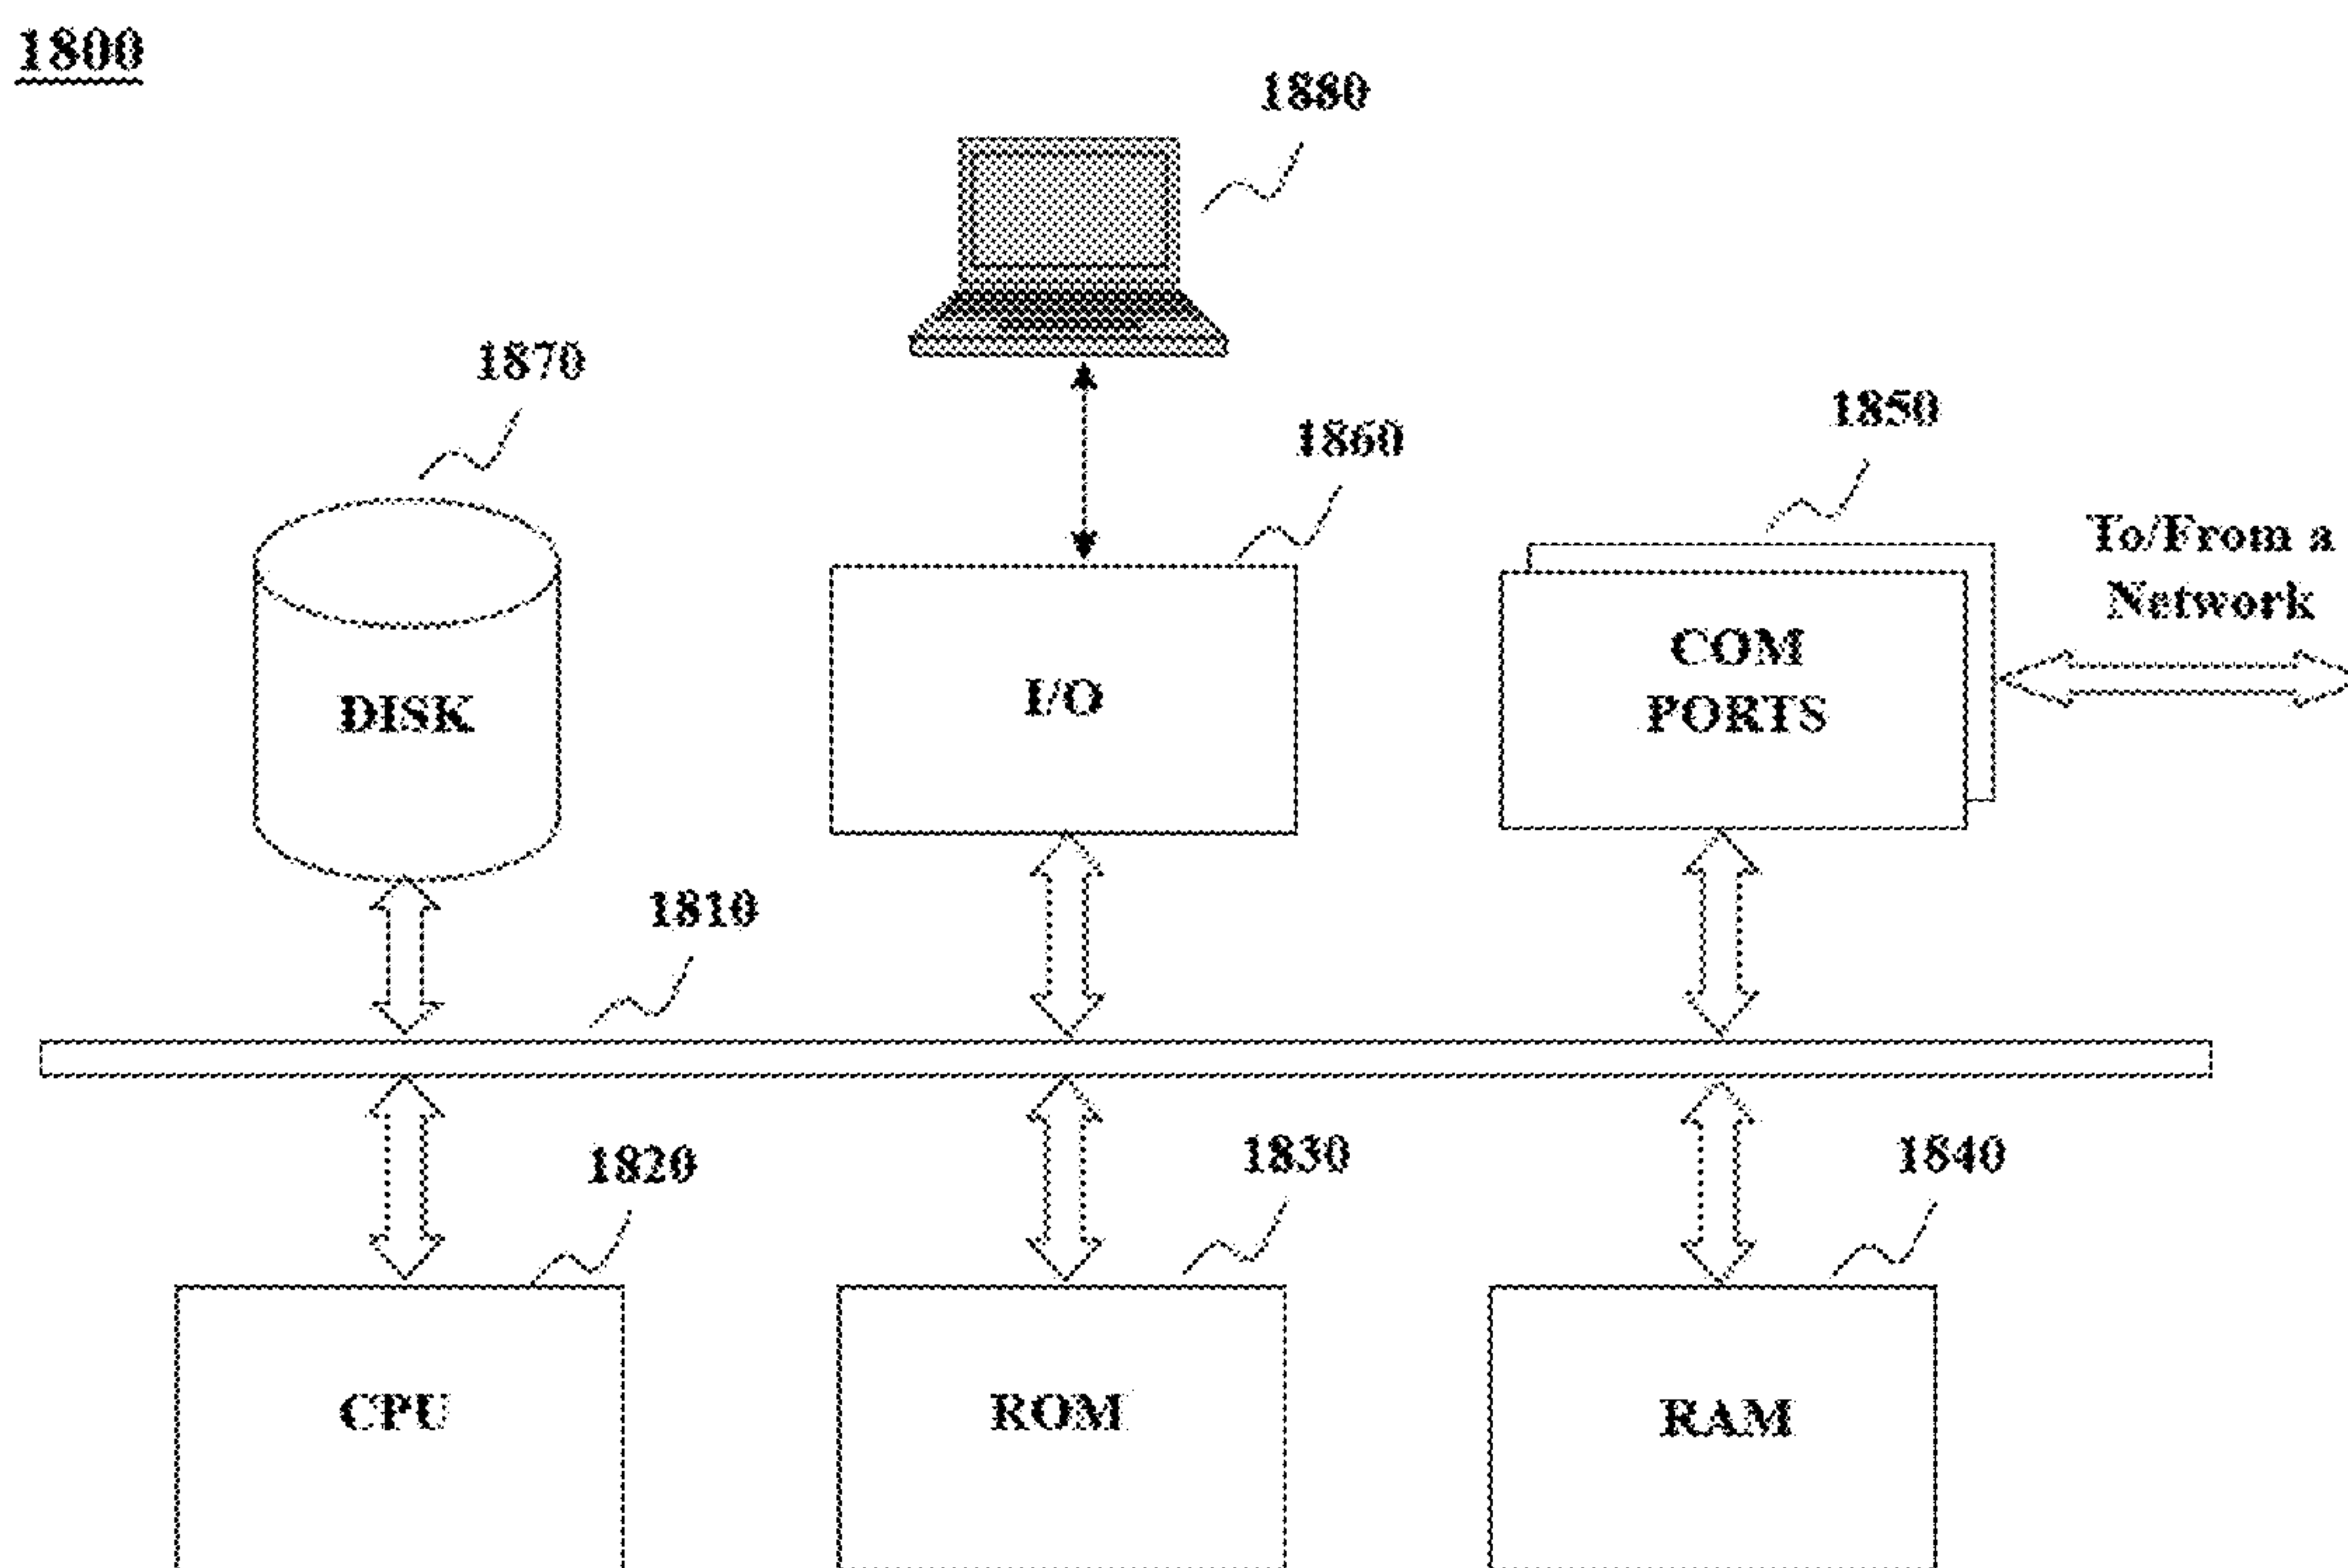 1800
1880
1870
1860
1850
To/From a
Network
DISK
I/O
COM
PORTS
1810
1820
1830
1840
CPU
ROM
RAM